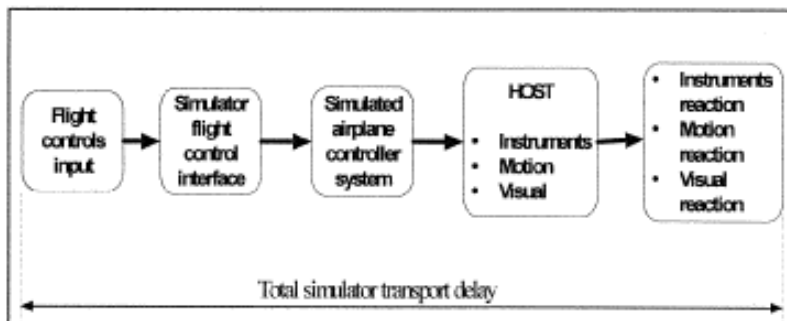 Flight
controls
input
Simulator
flight
control
interface
Simulated
airplane
controller
system
HOST
• Instruments
• Motion
• Visual
• Instruments
reaction
• Motion
reaction
• Visual
reaction
Total simulator transport delay